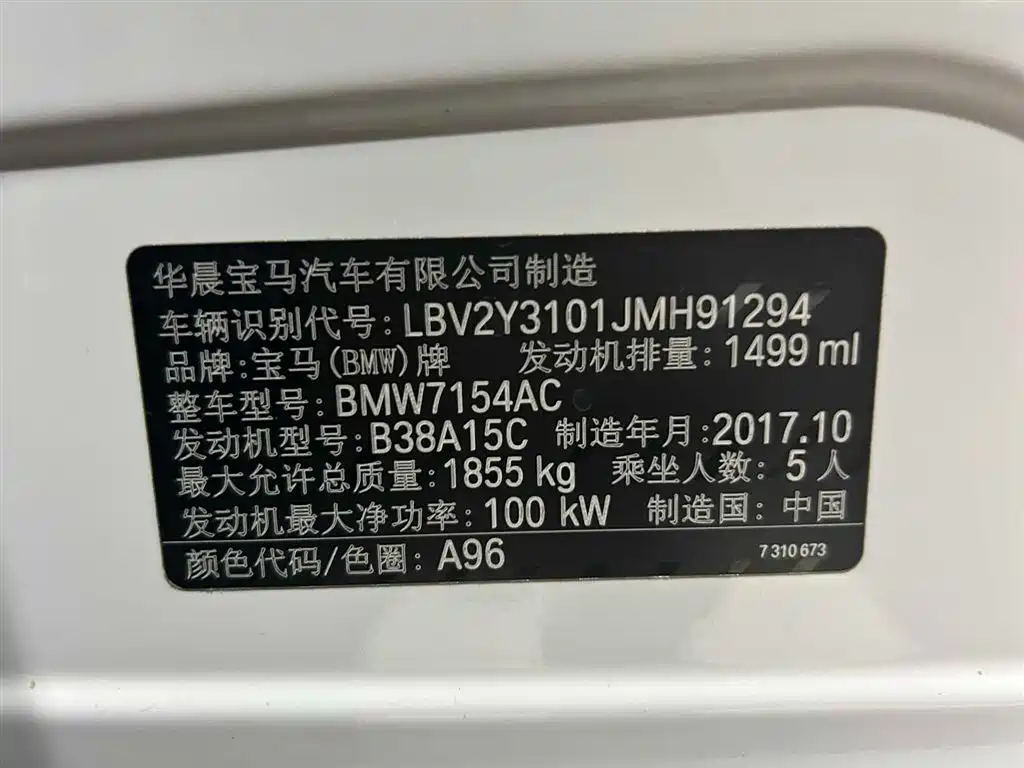 华晨宝马汽车有限公司制造
车辆识别代号: LBV2Y3101JMH91294
品牌:宝马(BMW)牌 发动机排量: 1499 ml
整车型号: BMW7154AC
发动机型号: B38A15C 制造年月:2017.10
最大允许总质量: 1855 kg 乘坐人数: 5 人
发动机最大净功率: 100 kW 制造国: 中国
颜色代码/色圈: A96 7 310 673